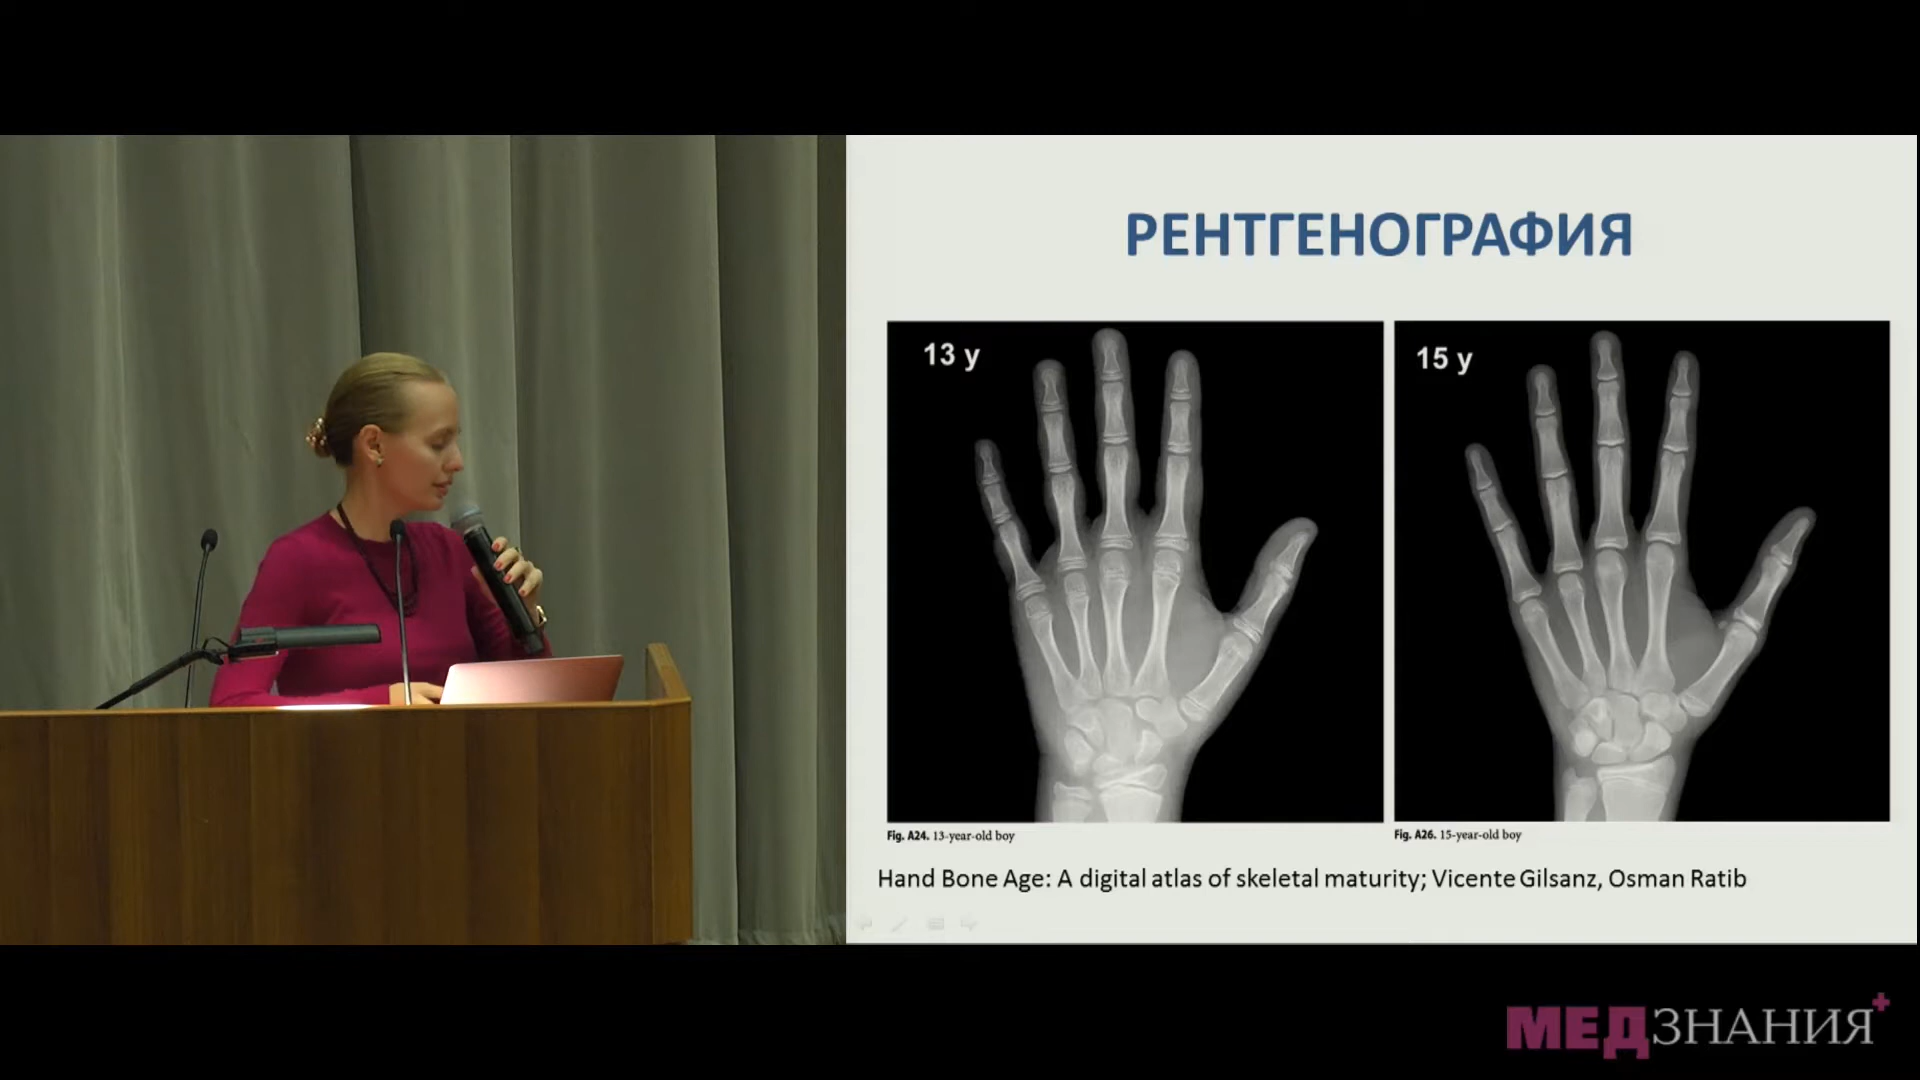 РЕНТГЕНОГРАФИЯ
13 y
15 y
Fig. A24. 13-year-old boy
Fig. A26. 15-year-old boy
Hand Bone Age: A digital atlas of skeletal maturity; Vicente Gilsanz, Osman Ratib
МЕДЗНАНИЯ+